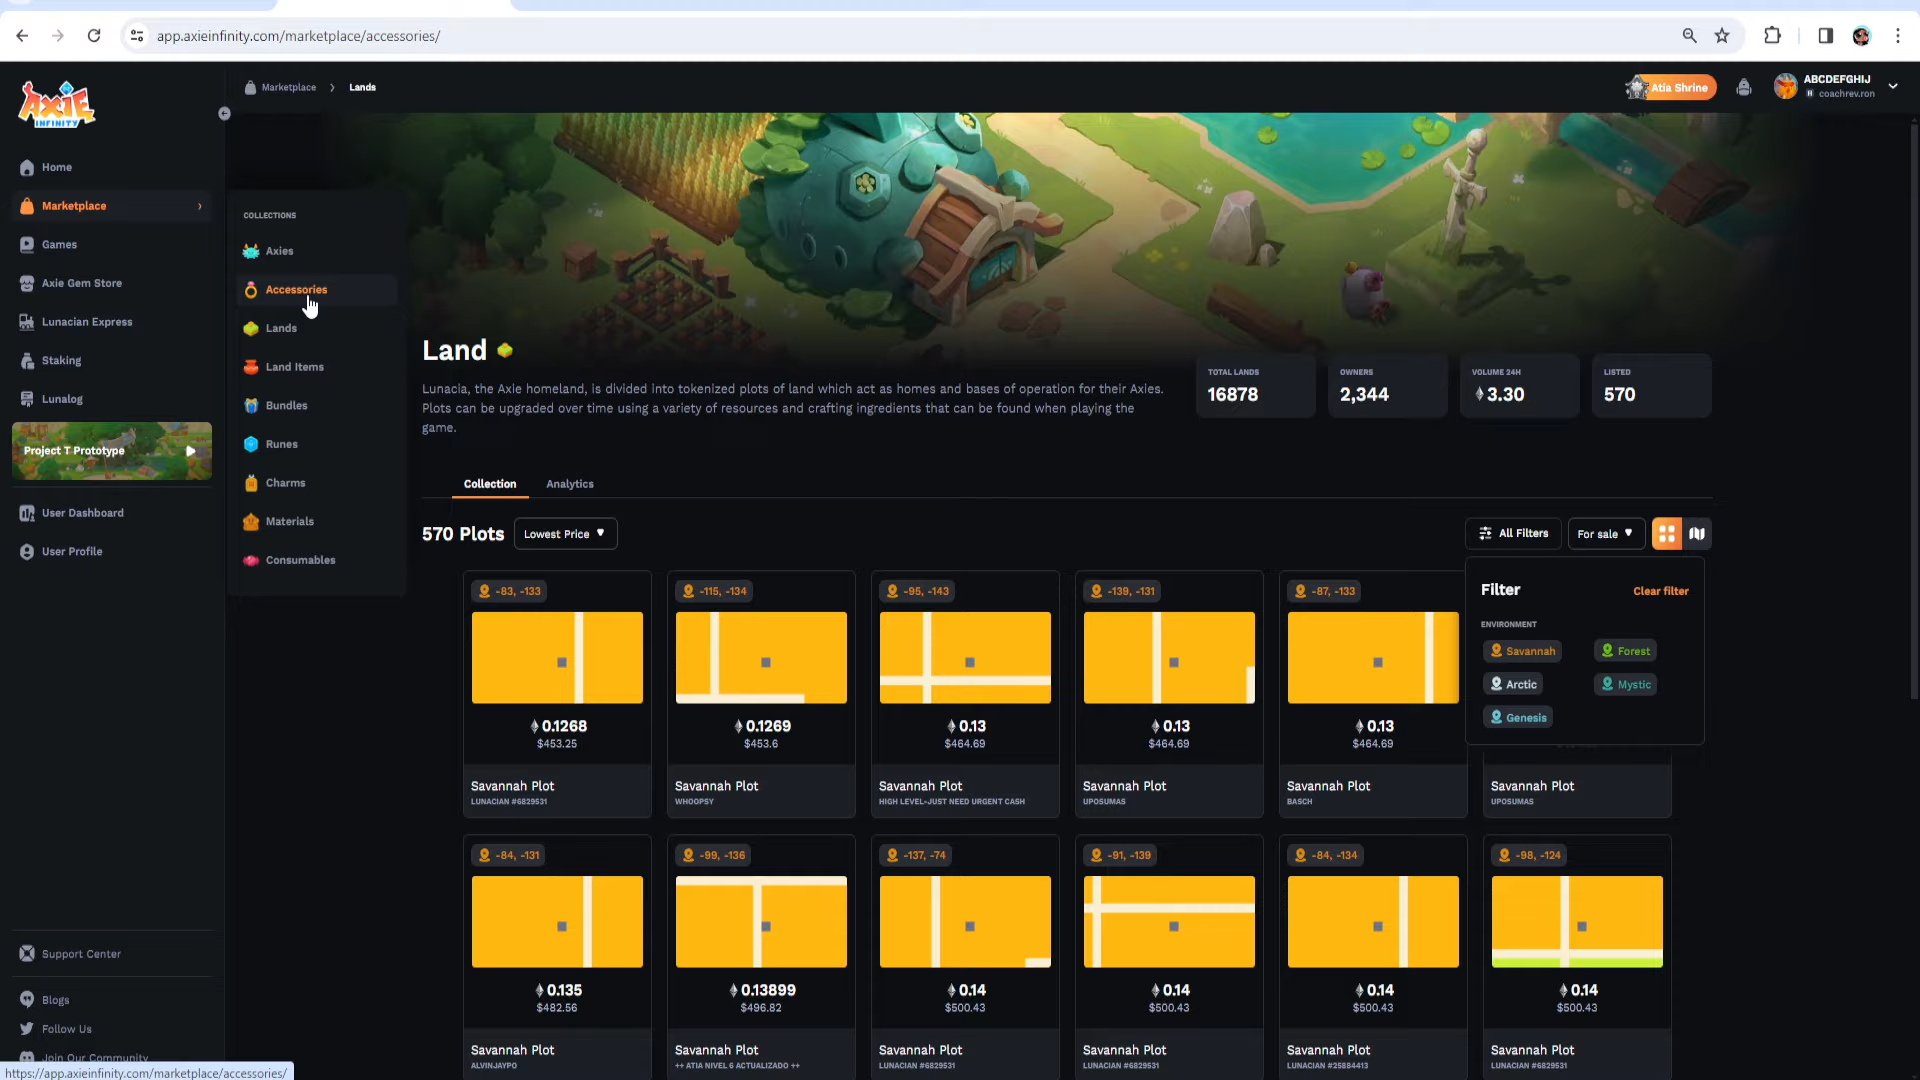 app.axieinfinity.com/marketplace/accessories/
AXIE
INFINITY
Marketplace > Lands
Atia Shrine
ABCDEFGHIJ
coachrev.ron
Home
Marketplace
Games
Axie Gem Store
Lunacian Express
Staking
Lunalog
Project T Prototype
User Dashboard
User Profile
Support Center
Blogs
Follow Us
Join Our Community
https://app.axieinfinity.com/marketplace/accessories/
COLLECTIONS
Axies
Accessories
Lands
Land Items
Bundles
Runes
Charms
Materials
Consumables
Land
Lunacia, the Axie homeland, is divided into tokenized plots of land which act as homes and bases of operation for their Axies.
Plots can be upgraded over time using a variety of resources and crafting ingredients that can be found when playing the
game.
TOTAL LANDS
16878
OWNERS
2,344
VOLUME 24H
3.30
LISTED
570
Collection
Analytics
570 Plots
Lowest Price
All Filters
For sale
Filter
Clear filter
ENVIRONMENT
Savannah
Forest
Arctic
Mystic
Genesis
-83, -133
0.1268
$453.25
Savannah Plot
LUNACIAN #6829531
-115, -134
0.1269
$453.6
Savannah Plot
WHOOPSY
-95, -143
0.13
$464.69
Savannah Plot
HIGH LEVEL-JUST NEED URGENT CASH
-139, -131
0.13
$464.69
Savannah Plot
UPOSUMAS
-87, -133
0.13
$464.69
Savannah Plot
BASCH
Savannah Plot
UPOSUMAS
-84, -131
0.135
$482.56
Savannah Plot
ALVINJAYPO
-99, -136
0.13899
$496.82
Savannah Plot
++ ATIA NIVEL 6 ACTUALIZADO ++
-137, -74
0.14
$500.43
Savannah Plot
LUNACIAN #6829531
-91, -139
0.14
$500.43
Savannah Plot
LUNACIAN #6829531
-84, -134
0.14
$500.43
Savannah Plot
LUNACIAN #25884413
-98, -124
0.14
$500.43
Savannah Plot
LUNACIAN #6829531